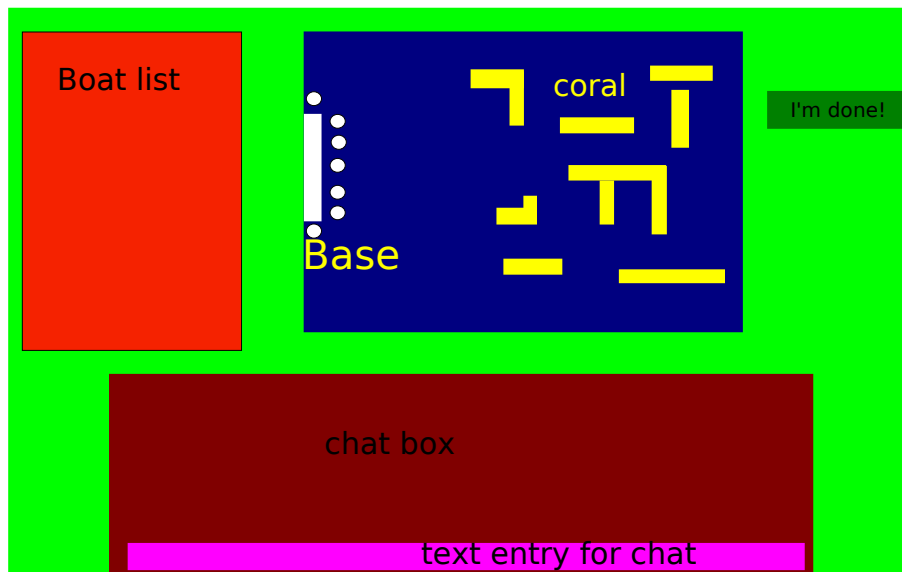 Boat list
coral
I'm done!
Base
chat box
text entry for chat